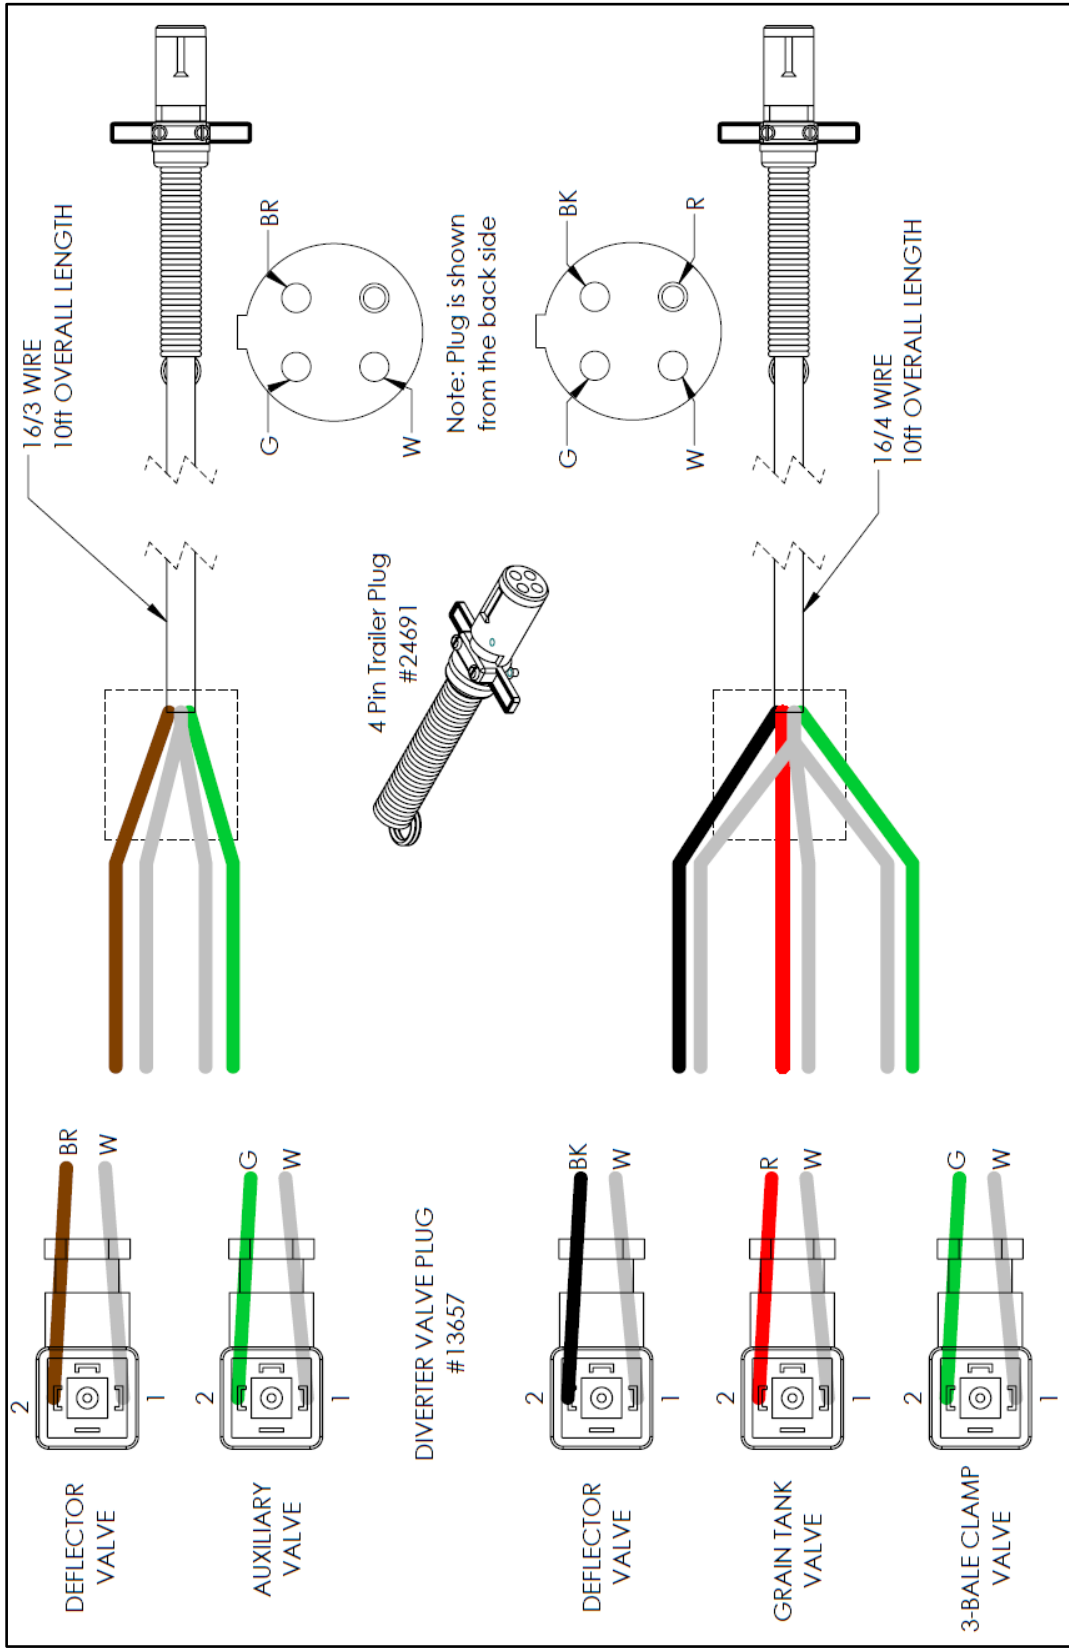 DEFLECTOR
VALVE
2
1
BR
W
16/3 WIRE
10ft OVERALL LENGTH
AUXILIARY
VALVE
2
1
G
W
G
BR
W
DIVERTER VALVE PLUG
#13657
4 Pin Trailer Plug
#24691
Note: Plug is shown
from the back side
DEFLECTOR
VALVE
2
1
BK
W
G
BK
W
R
GRAIN TANK
VALVE
2
1
R
W
16/4 WIRE
10ft OVERALL LENGTH
3-BALE CLAMP
VALVE
2
1
G
W